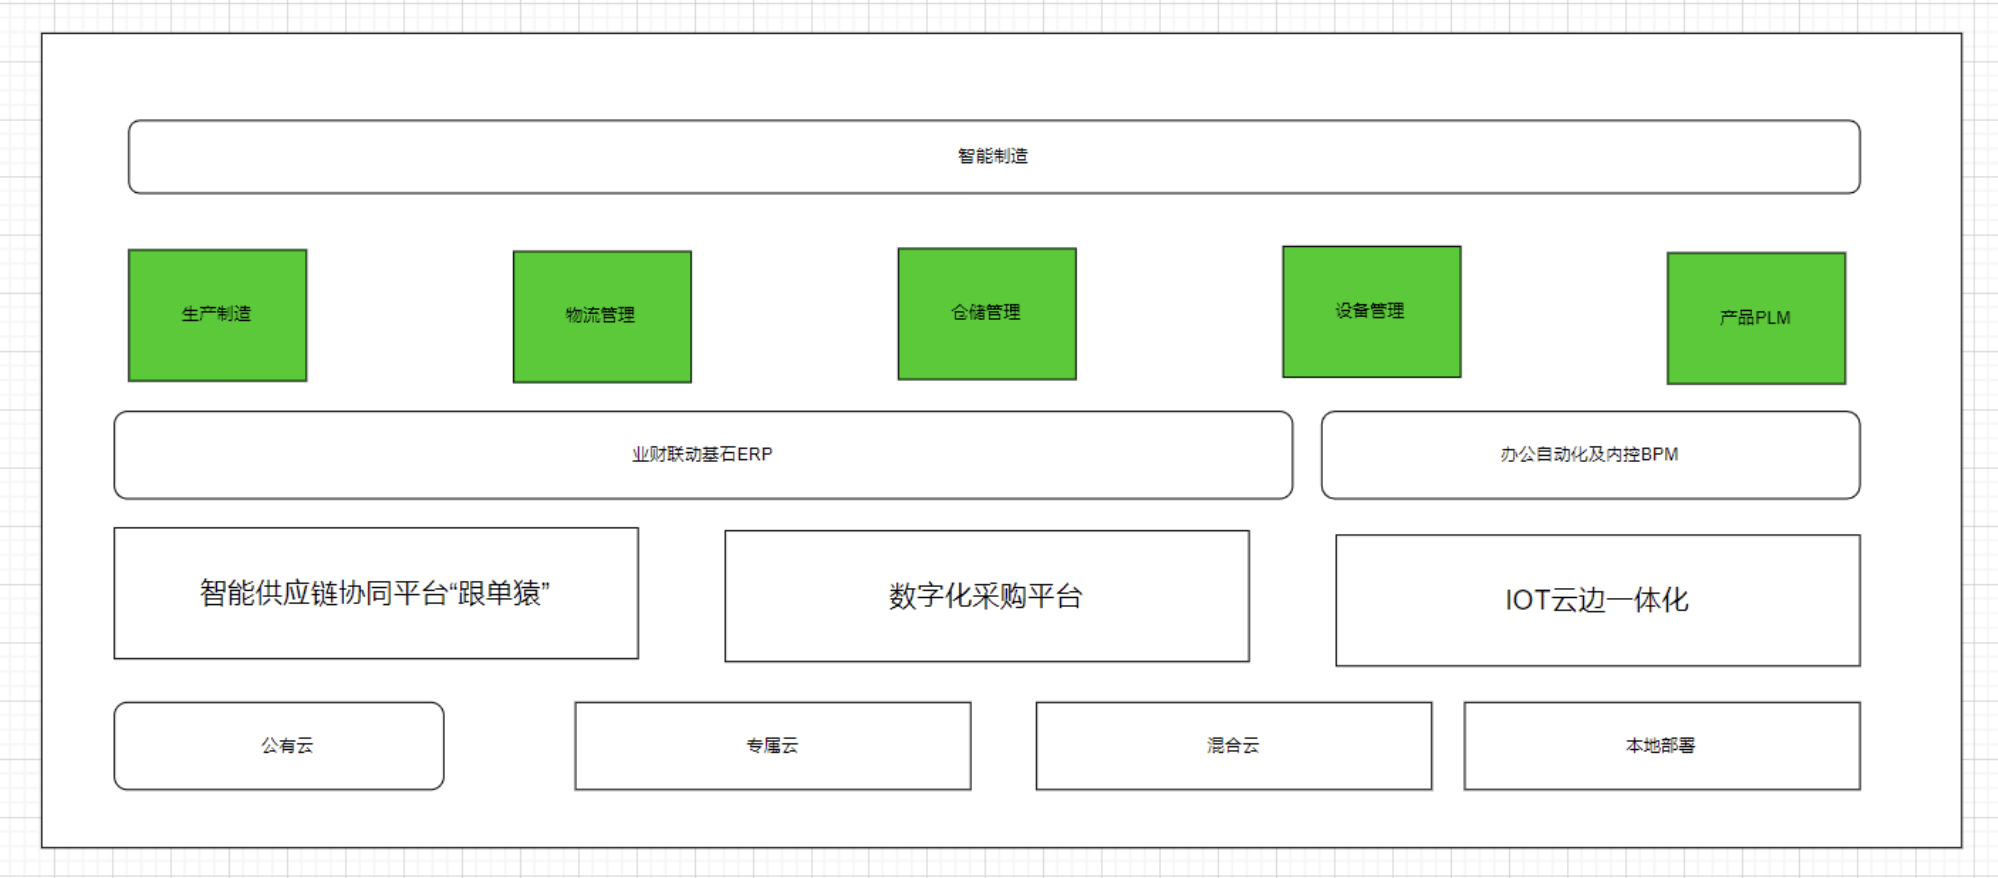 智能制造
生产制造
物流管理
仓储管理
设备管理
产品PLM
业财联动基石ERP
办公自动化及内控BPM
智能供应链协同平台“跟单猿”
数字化采购平台
IOT云边一体化
公有云
专属云
混合云
本地部署